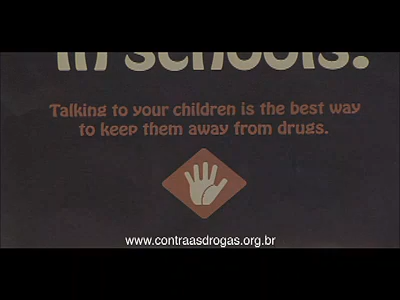 in schools.
Talking to your children is the best way
to keep them away from drugs.
www.contraasdrogas.org.br